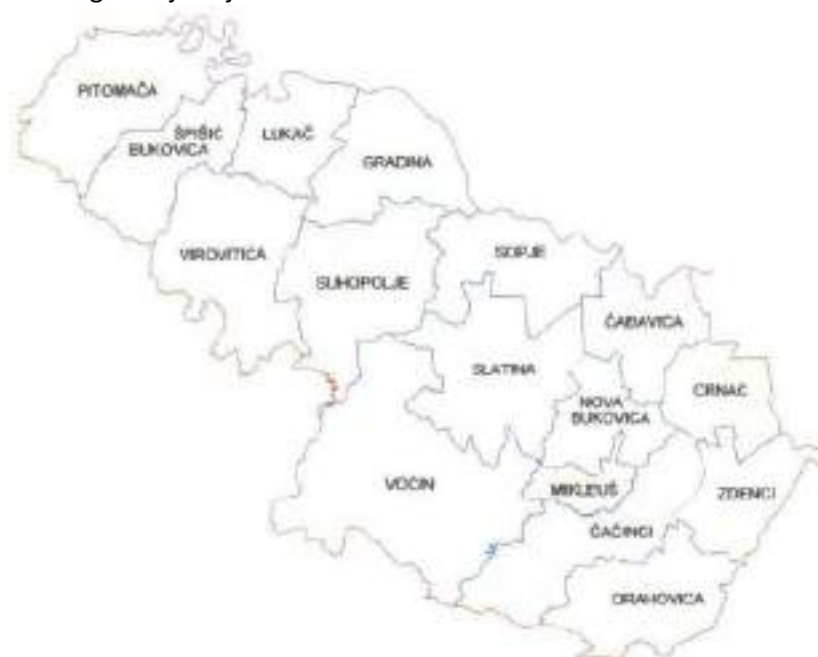 PITOMAČA
ŠPIŠIĆ
BUKOVICA
LUKAČ
GRADINA
VIROVITICA
SUHOPOLJE
SOPJE
ČAĐAVICA
SLATINA
NOVA
BUKOVICA
CRNAC
VOĆIN
MIKLEUŠ
ZDENCI
ČAČINCI
ORAHOVICA